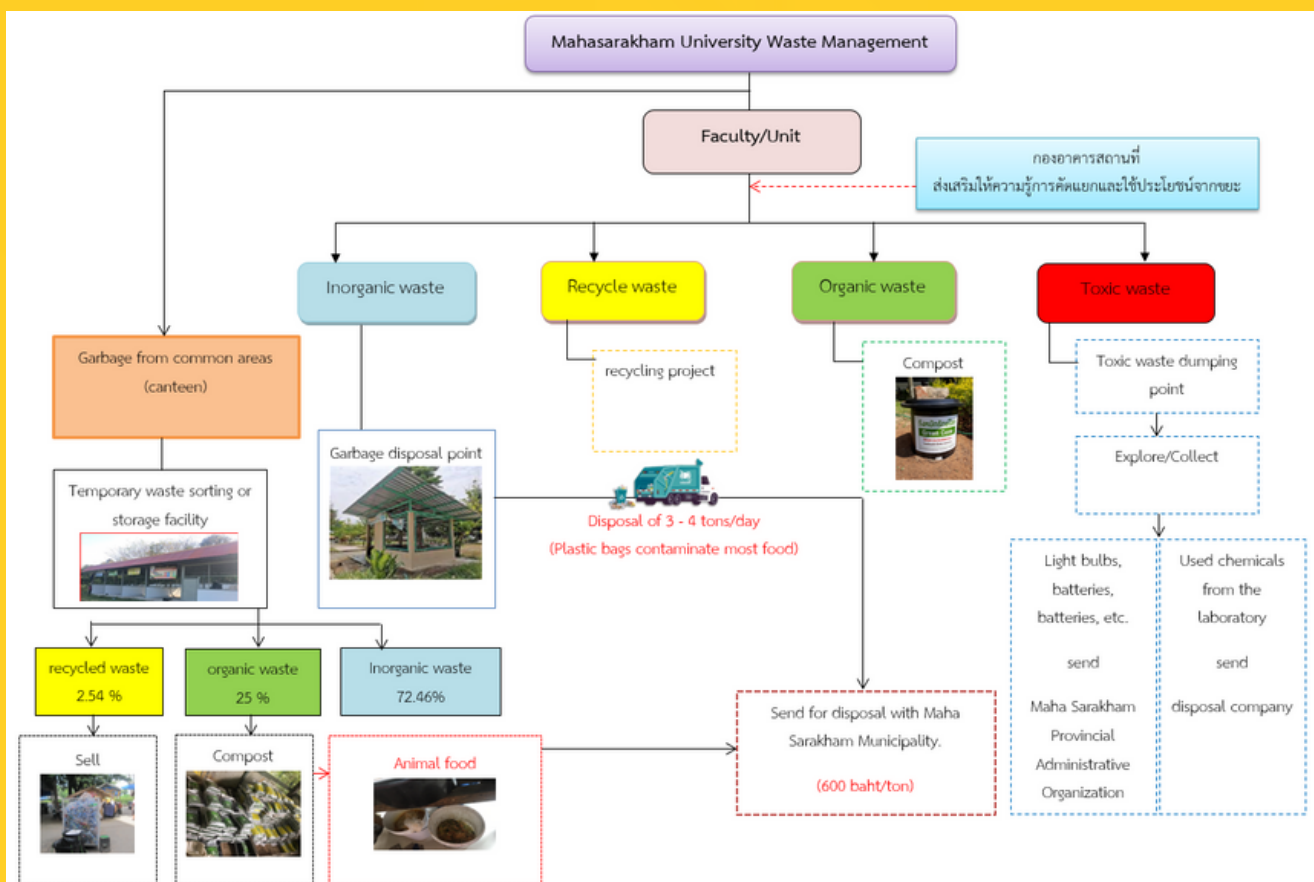 Mahasarakham University Waste Management
Faculty/Unit
กองอาคารสถานที่
ส่งเสริมให้ความรู้การคัดแยกและใช้ประโยชน์จากขยะ
Inorganic waste
Recycle waste
Organic waste
Toxic waste
Garbage from common areas
(canteen)
recycling project
Compost
Toxic waste dumping
point
Garbage disposal point
Explore/Collect
Temporary waste sorting or
storage facility
Disposal of 3 - 4 tons/day
(Plastic bags contaminate most food)
Light bulbs,
batteries,
batteries, etc.
send
Maha Sarakham
Provincial
Administrative
Organization
Used chemicals
from the
laboratory
send
disposal company
recycled waste
2.54 %
organic waste
25 %
Inorganic waste
72.46%
Send for disposal with Maha
Sarakham Municipality.
(600 baht/ton)
Sell
Compost
Animal food